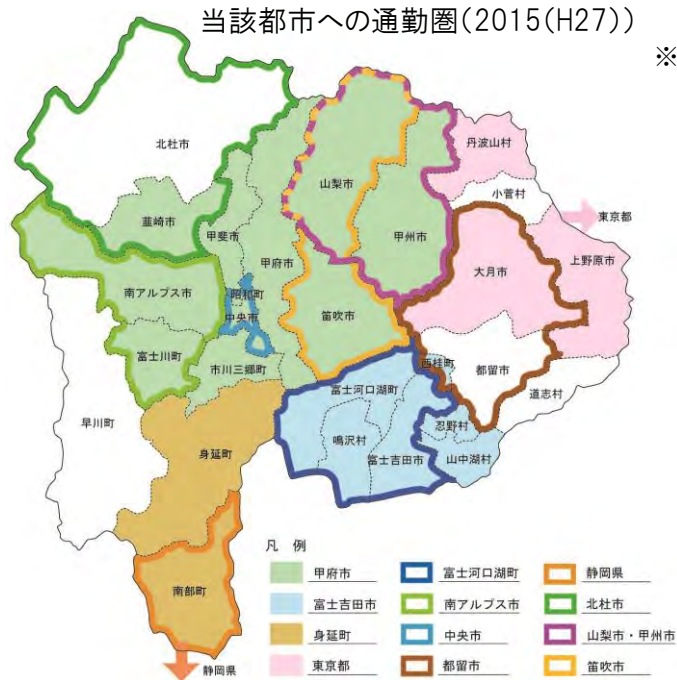 当該都市への通勤圏(2015(H27))
※
北杜市
丹波山村
小菅村
東京都
山梨市
韮崎市
甲斐市
甲府市
甲州市
大月市
上野原市
南アルプス市
昭和町
中央市
笛吹市
富士川町
市川三郷町
西桂町
都留市
道志村
早川町
富士河口湖町
忍野村
鳴沢村
富士吉田市
山中湖村
身延町
南部町
静岡県
凡 例
甲府市
富士河口湖町
静岡県
富士吉田市
南アルプス市
北杜市
身延町
中央市
山梨市・甲州市
東京都
都留市
笛吹市